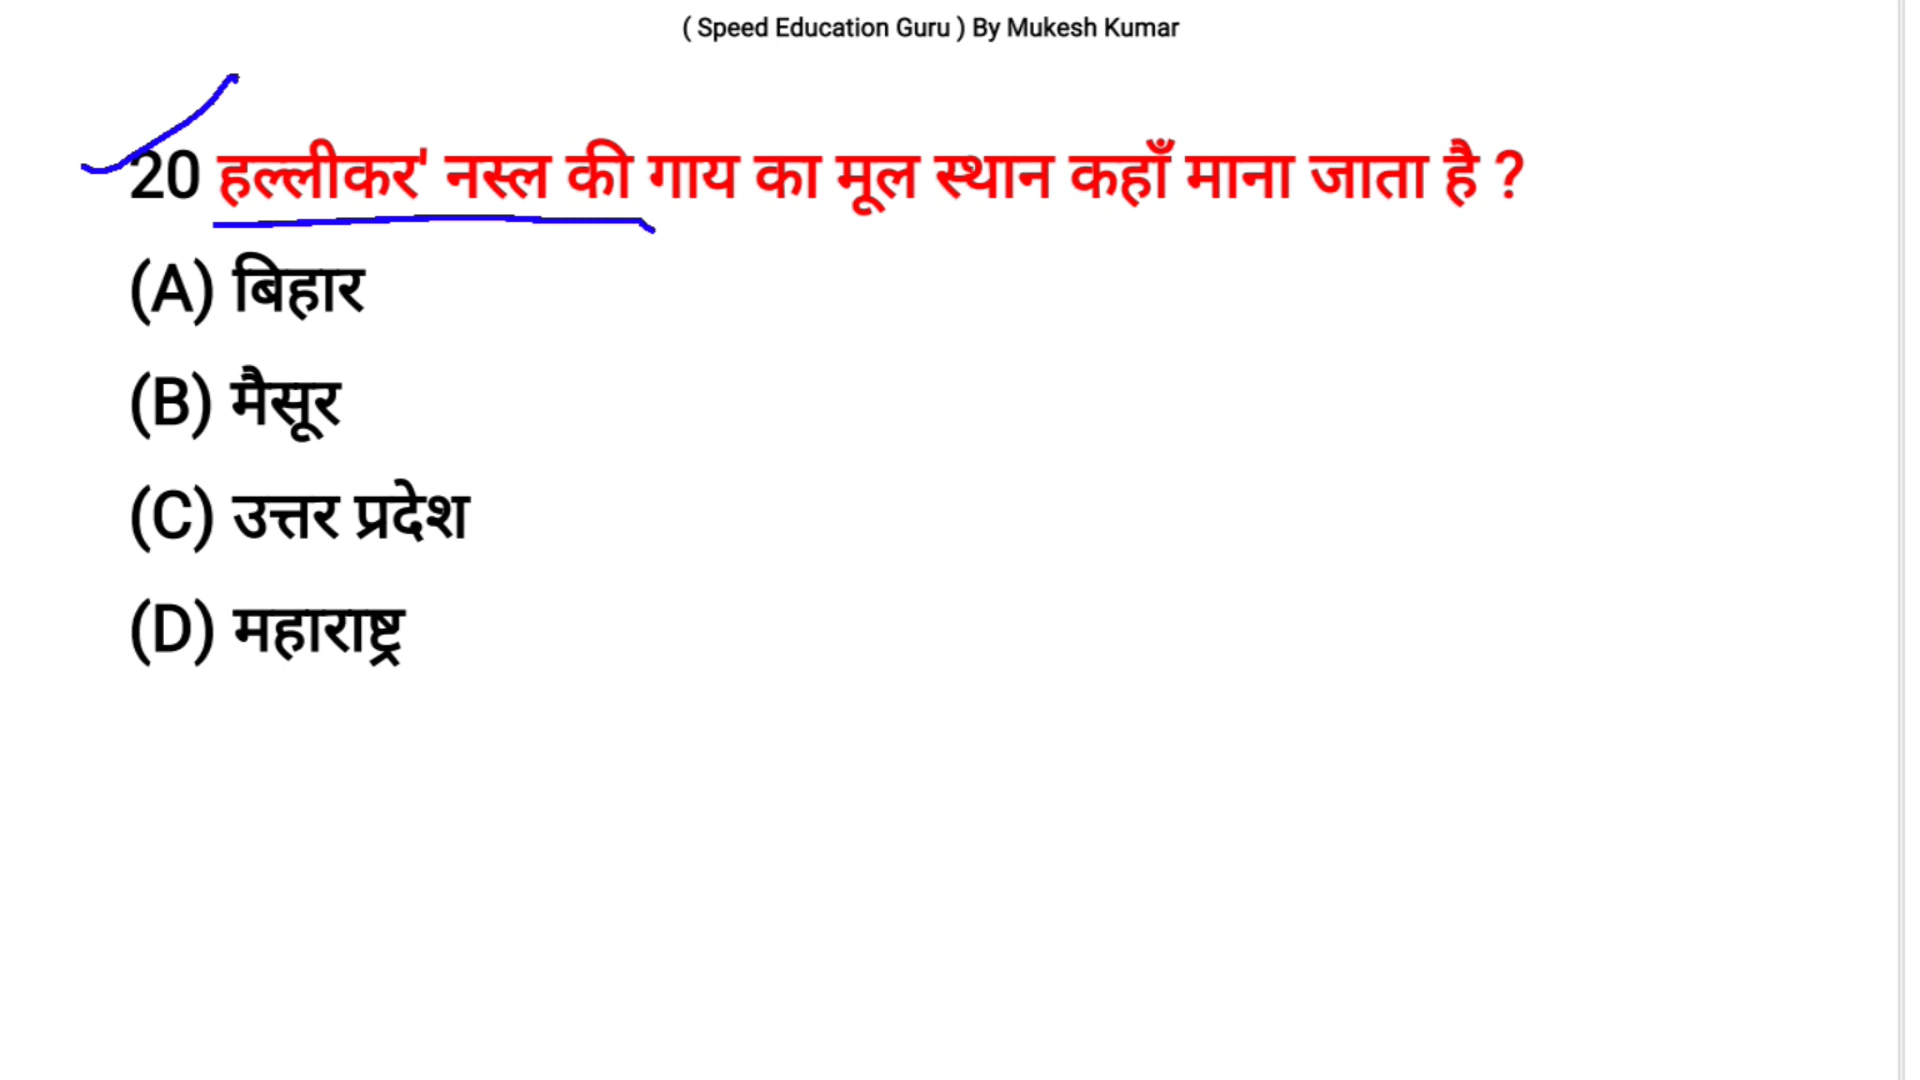 ( Speed Education Guru ) By Mukesh Kumar
20 हल्लीकर' नस्ल की गाय का मूल स्थान कहाँ माना जाता है ?
(A) बिहार
(B) मैसूर
(C) उत्तर प्रदेश
(D) महाराष्ट्र